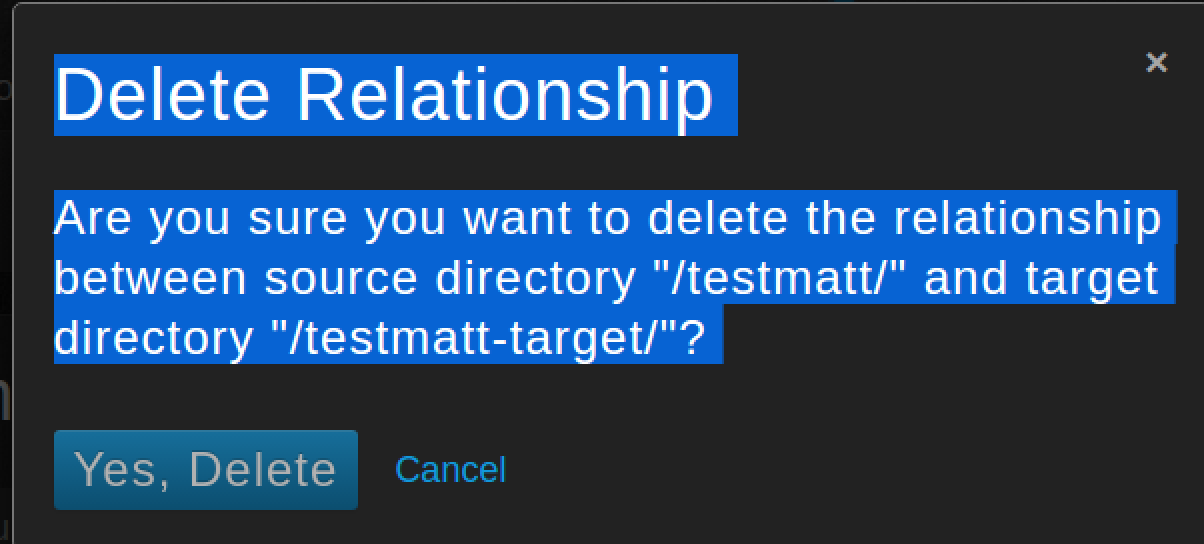 Delete Relationship
×
Are you sure you want to delete the relationship
between source directory "/testmatt/" and target
directory "/testmatt-target/"?
Yes, Delete Cancel